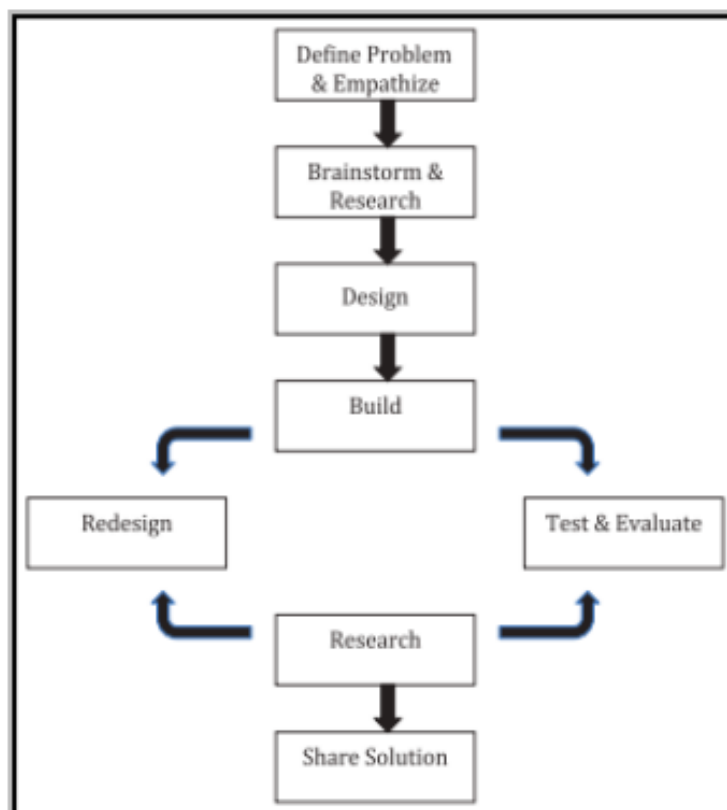 Define Problem
& Empathize
Brainstorm &
Research
Design
Build
Redesign
Test & Evaluate
Research
Share Solution